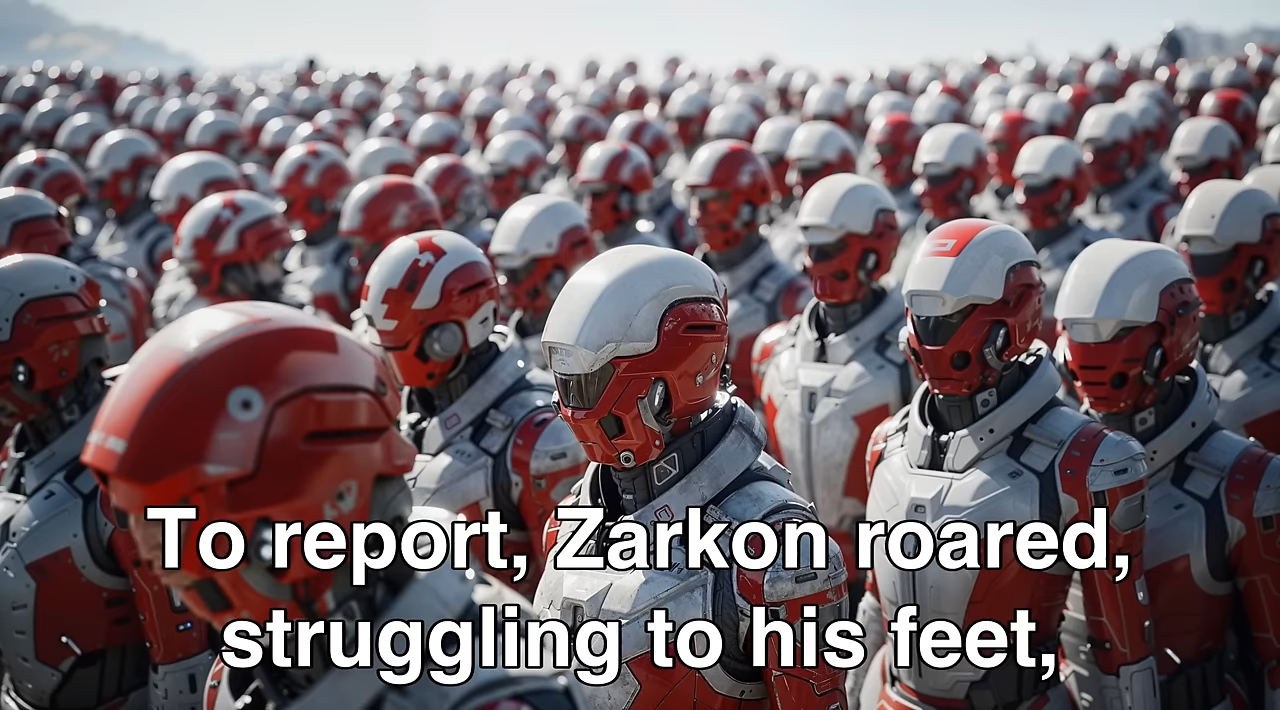 To report, Zarkon roared,
struggling to his feet,